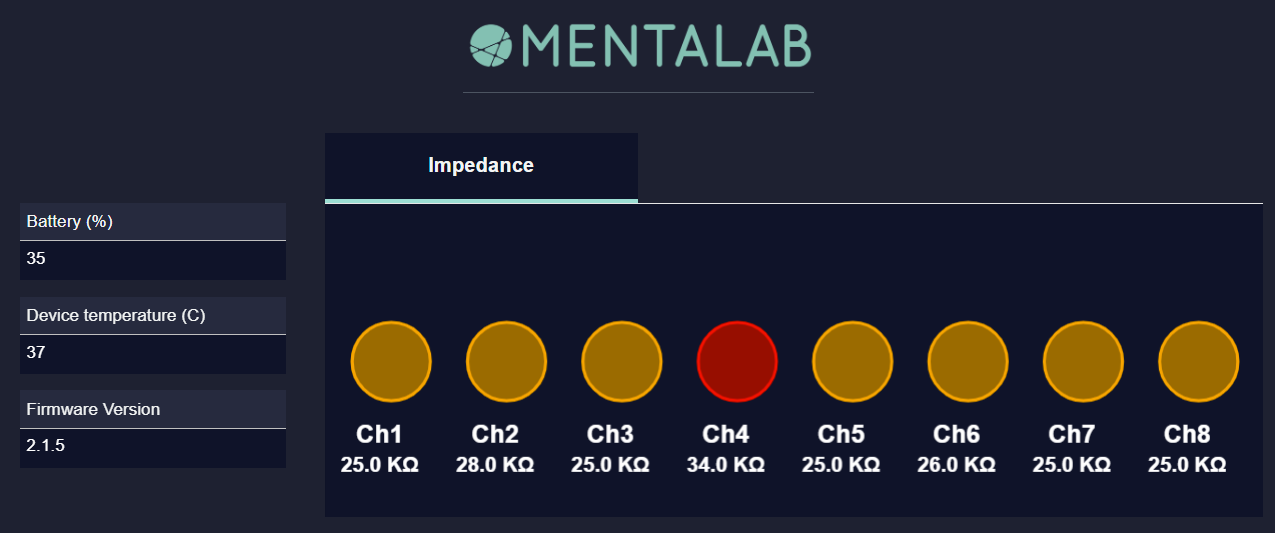 MENTALAB
Impedance
Battery (%)
35
Device temperature (C)
37
Firmware Version
2.1.5
Ch1 Ch2 Ch3 Ch4 Ch5 Ch6 Ch7 Ch8
25.0 KΩ 28.0 KΩ 25.0 KΩ 34.0 KΩ 25.0 KΩ 26.0 KΩ 25.0 KΩ 25.0 KΩ